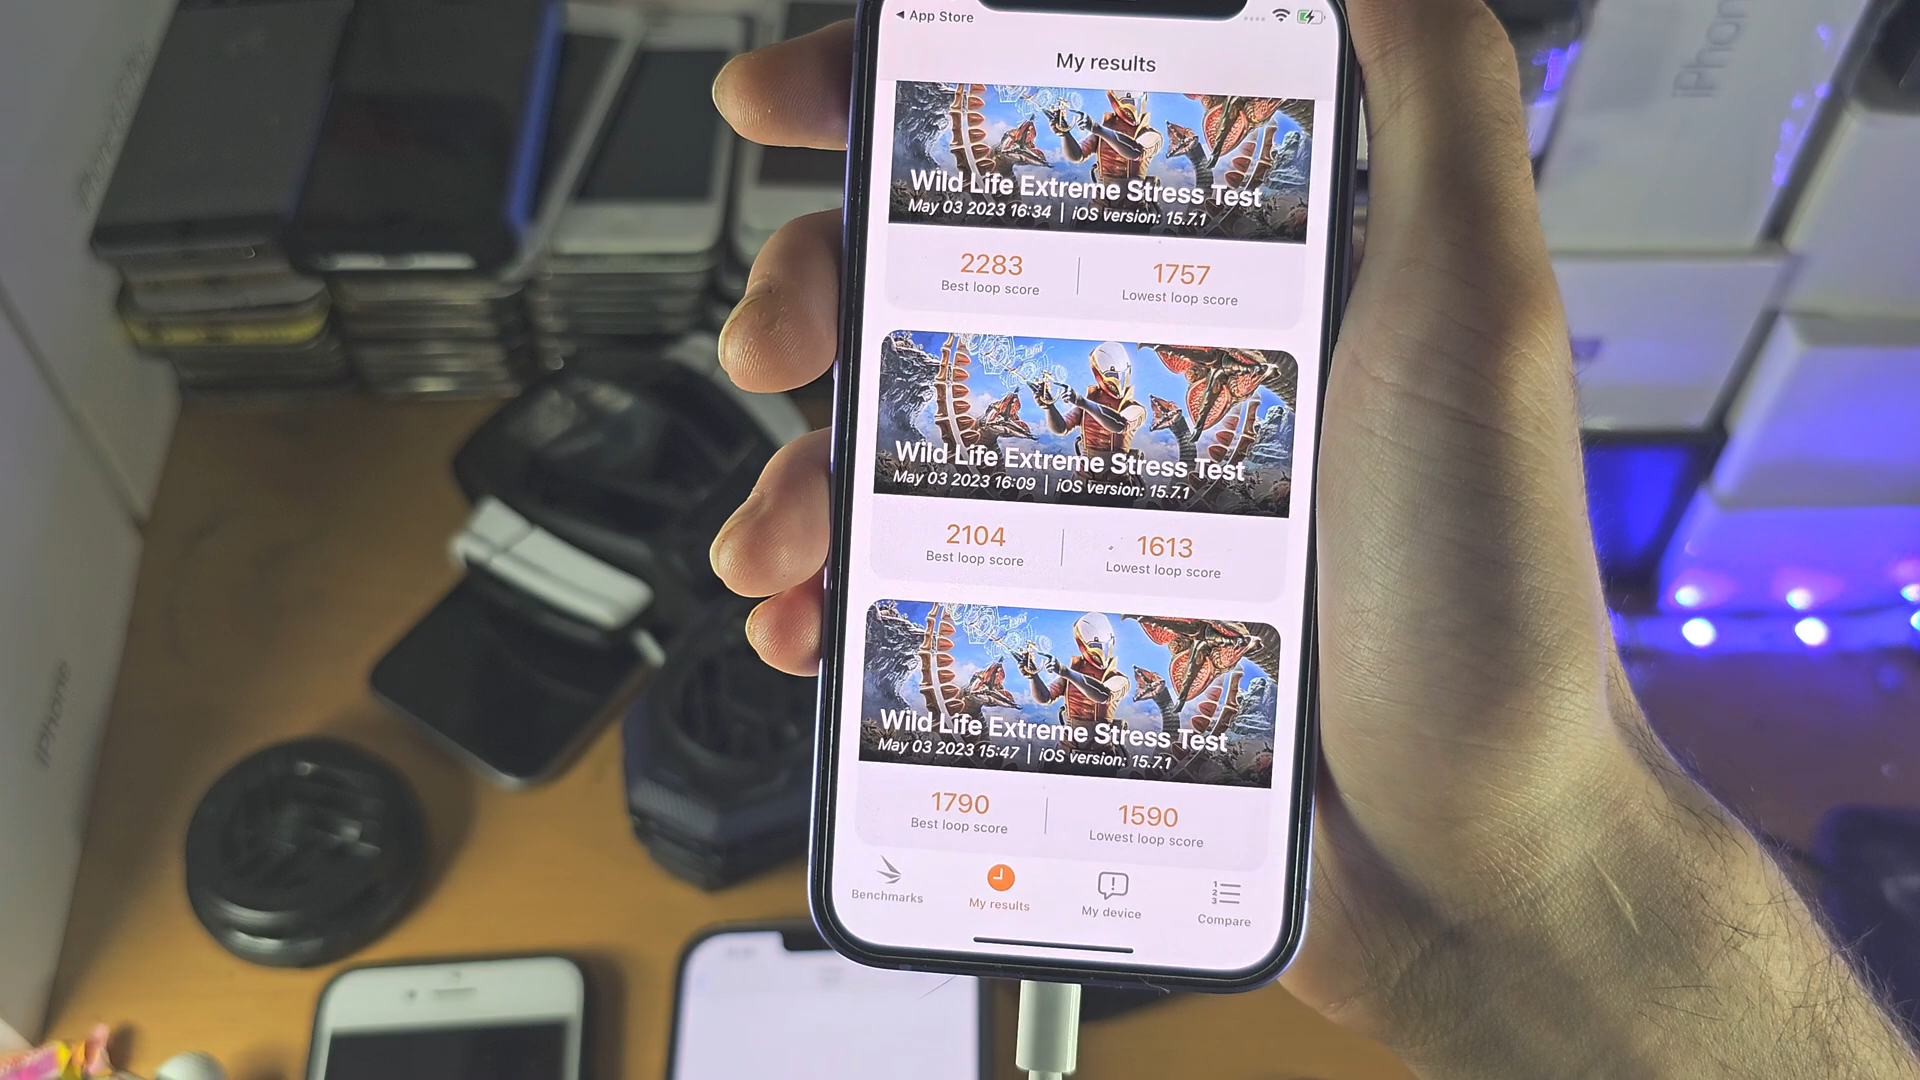 ◀ App Store
My results
Wild Life Extreme Stress Test
May 03 2023 16:34 | iOS version: 15.7.1
2283
1757
Best loop score
Lowest loop score
Wild Life Extreme Stress Test
May 03 2023 16:09 | iOS version: 15.7.1
2104
1613
Best loop score
Lowest loop score
Wild Life Extreme Stress Test
May 03 2023 15:47 | iOS version: 15.7.1
1790
1590
Best loop score
Lowest loop score
Benchmarks
My results
My device
Compare
iPhone
iPhone